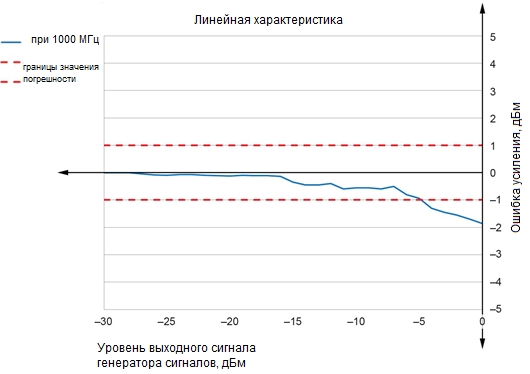 Линейная характеристика
при 1000 МГц
границы значения
погрешности
5
4
3
2
1
0
–1
–2
–3
–4
–5
Ошибка усиления, дБм
–30
–25
–20
–15
–10
–5
0
Уровень выходного сигнала
генератора сигналов, дБм